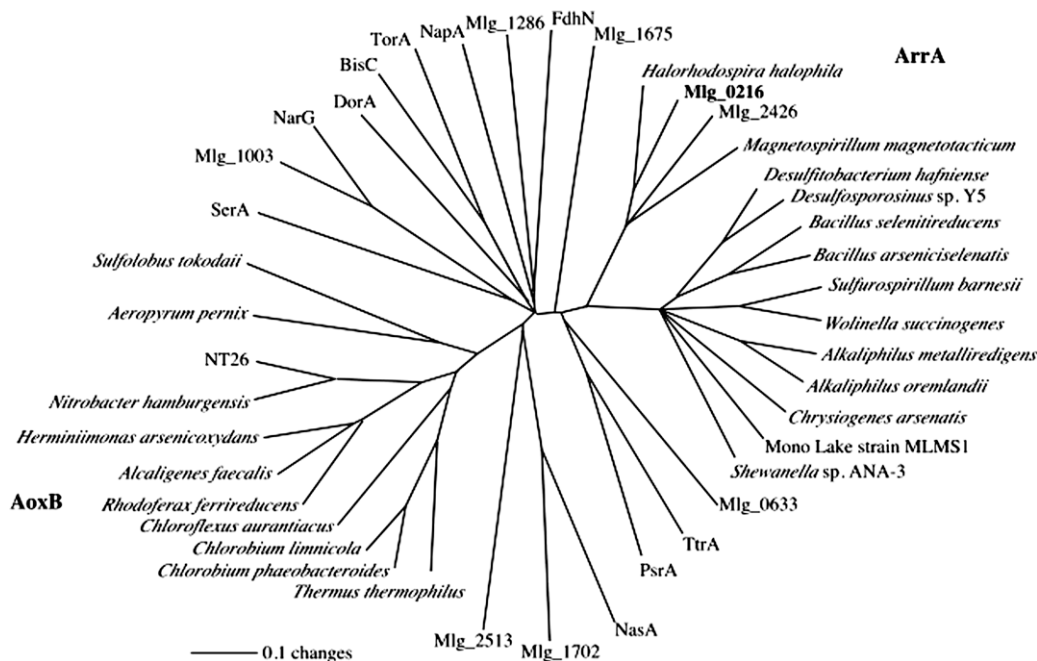 Mlg_1286
FdhN
NapA
Mlg_1675
TorA
BisC
DorA
NarG
Mlg_1003
SerA
Sulfolobus tokodaii
Aeropyrum pernix
NT26
Nitrobacter hamburgensis
Herminiimonas arsenicoxydans
Alcaligenes faecalis
AoxB
Rhodoferax ferrireducens
Chloroflexus aurantiacus
Chlorobium limnicola
Chlorobium phaeobacteroides
Thermus thermophilus
ArrA
Halorhodospira halophila
Mlg_0216
Mlg_2426
Magnetospirillum magnetotacticum
Desulfitobacterium hafniense
Desulfosporosinus sp. Y5
Bacillus selenitireducens
Bacillus arseniciselenatis
Sulfurospirillum barnesii
Wolinella succinogenes
Alkaliphilus metalliredigens
Alkaliphilus oremlandii
Chrysiogenes arsenatis
Mono Lake strain MLMS1
Shewanella sp. ANA-3
Mlg_0633
TtrA
PsrA
NasA
Mlg_1702
Mlg_2513
0.1 changes